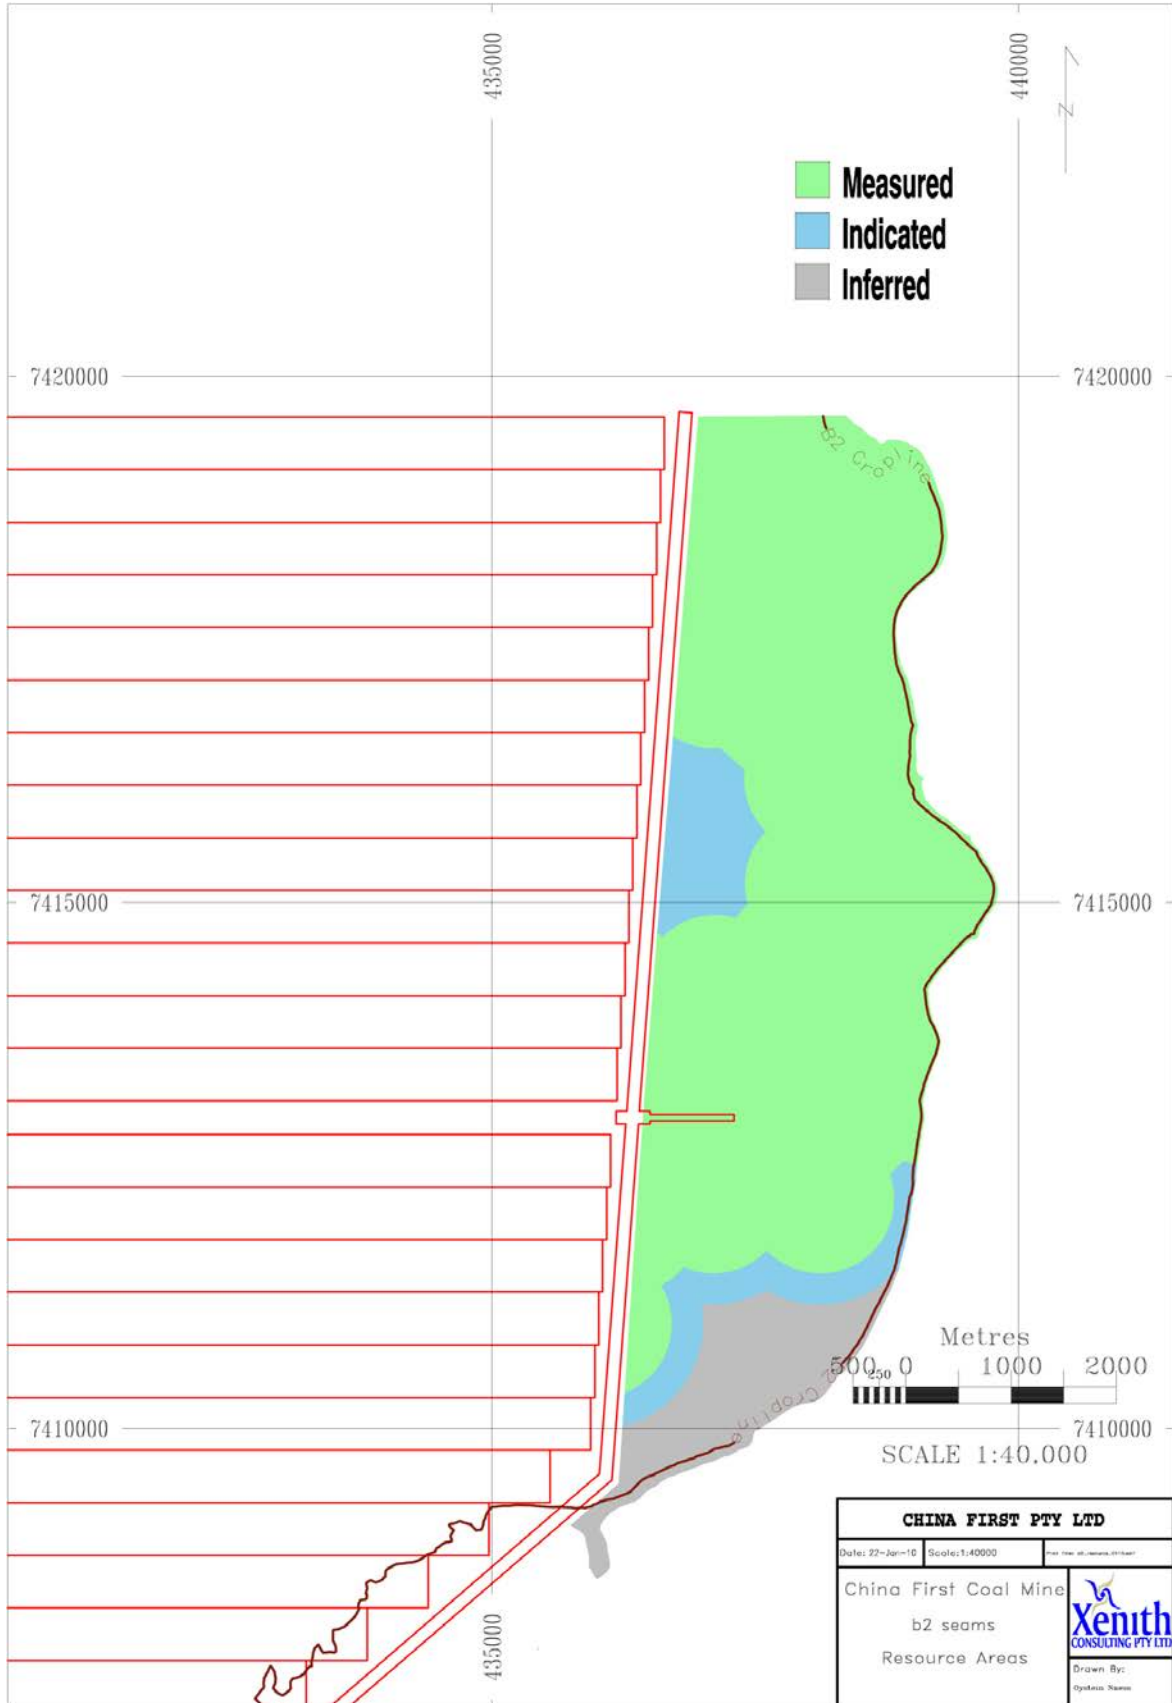 435000
440000
N
Measured
Indicated
Inferred
7420000
7420000
B2 Cropline
7415000
7415000
Metres
500 250 0 1000 2000
B2 Cropline
7410000
7410000
SCALE 1:40.000
435000
CHINA FIRST PTY LTD
Date: 22-Jan-10 Scale:1:40000
China First Coal Mine
b2 seams
Resource Areas
Xenith
CONSULTING PTY LTD
Drawn By: